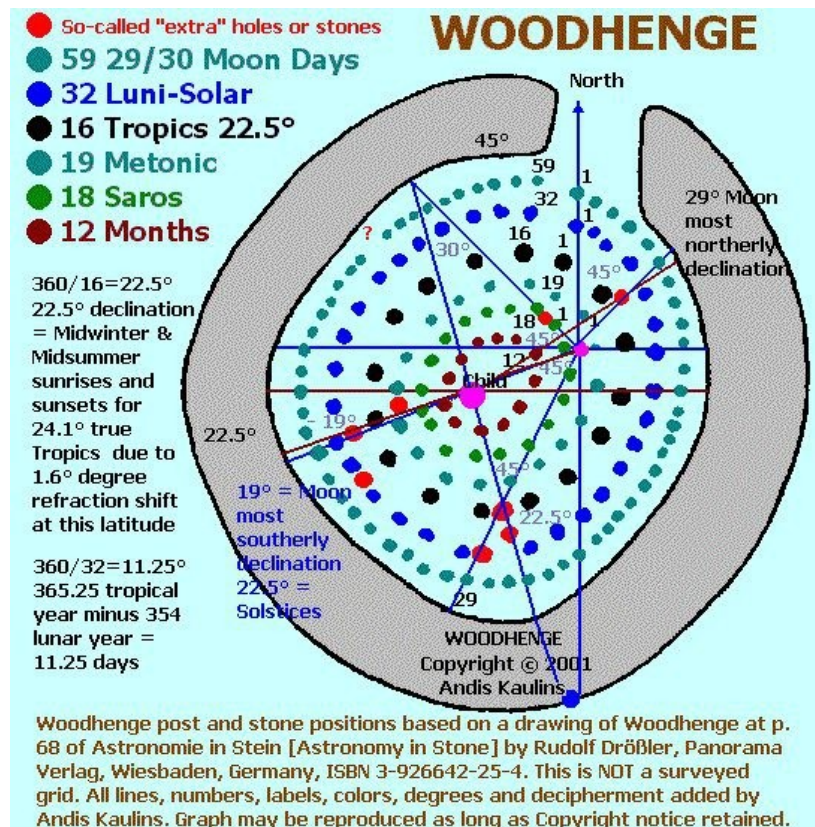 WOODHENGE
So-called "extra" holes or stones
59 29/30 Moon Days
32 Luni-Solar
16 Tropics 22.5°
19 Metonic
18 Saros
12 Months
North
45°
59
1
32
1
29° Moon
most
northerly
declination
?
16
1
30°
45°
19
1
18
1
45°
12
45°
Child
360/16=22.5°
22.5° declination
= Midwinter &
Midsummer
sunrises and
sunsets for
24.1° true
Tropics due to
1.6° degree
refraction shift
at this latitude
22.5°
- 19°
45°
22.5°
19° = Moon
most
southerly
declination
22.5° =
Solstices
360/32=11.25°
365.25 tropical
year minus 354
lunar year =
11.25 days
29
WOODHENGE
Copyright © 2001
Andis Kaulins
Woodhenge post and stone positions based on a drawing of Woodhenge at p.
68 of Astronomie in Stein [Astronomy in Stone] by Rudolf Drößler, Panorama
Verlag, Wiesbaden, Germany, ISBN 3-926642-25-4. This is NOT a surveyed
grid. All lines, numbers, labels, colors, degrees and decipherment added by
Andis Kaulins. Graph may be reproduced as long as Copyright notice retained.